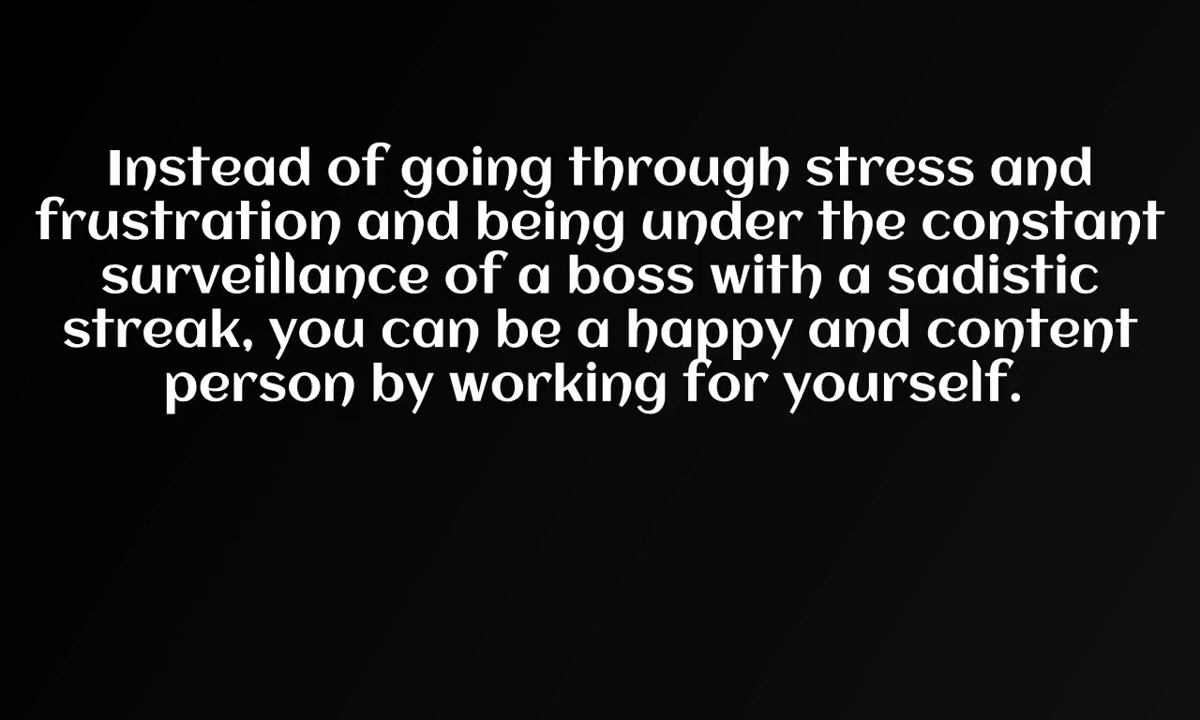 Instead of going through stress and
frustration and being under the constant
surveillance of a boss with a sadistic
streak, you can be a happy and content
person by working for yourself.